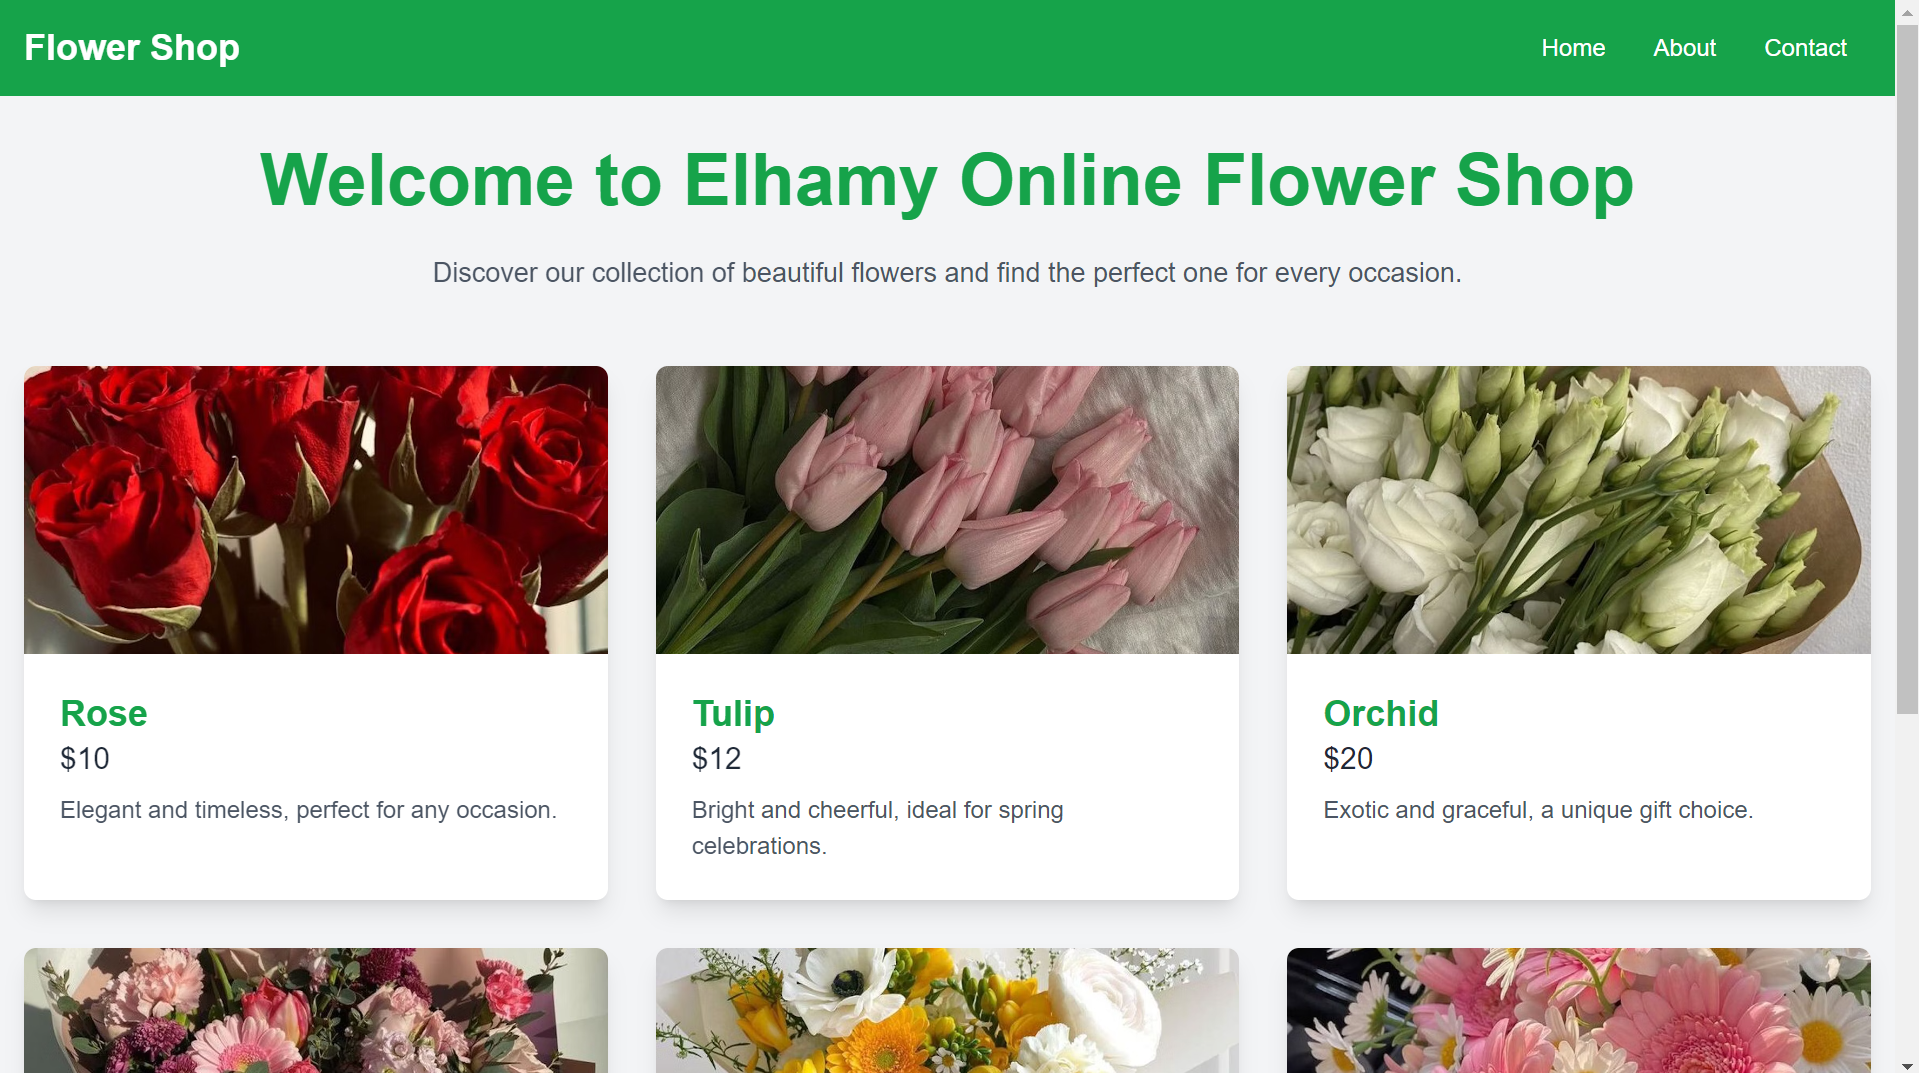 Flower Shop
Home About Contact
Welcome to Elhamy Online Flower Shop
Discover our collection of beautiful flowers and find the perfect one for every occasion.
Rose
$10
Elegant and timeless, perfect for any occasion.
Tulip
$12
Bright and cheerful, ideal for spring
celebrations.
Orchid
$20
Exotic and graceful, a unique gift choice.